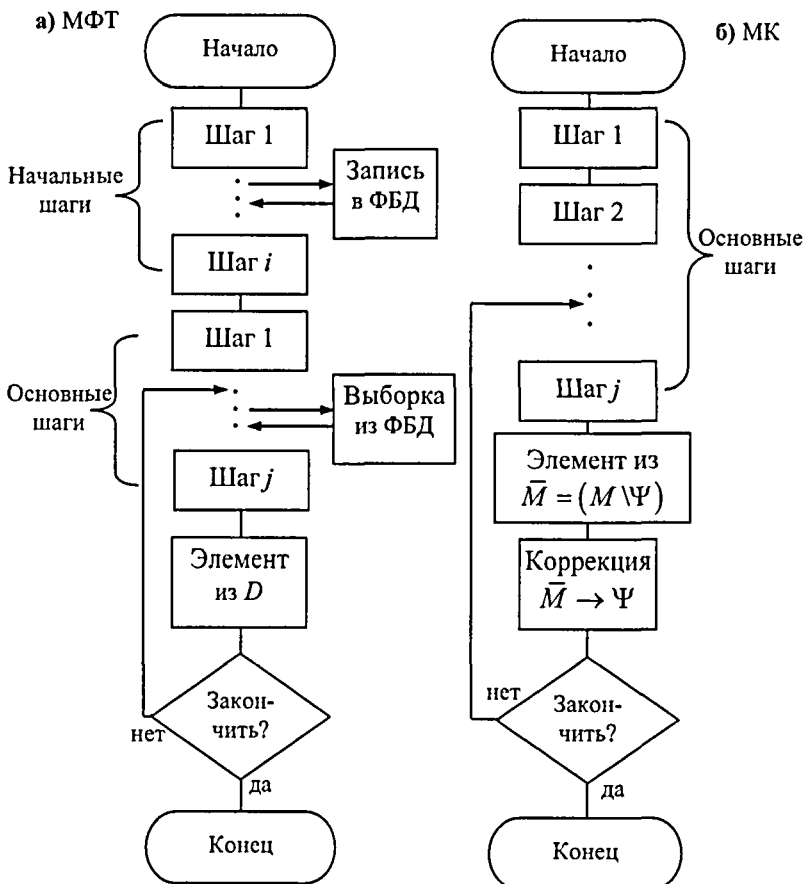 а) МФТ
Начало
Шаг 1
Начальные
шаги
Запись
в ФБД
Шаг i
Шаг 1
Основные
шаги
Выборка
из ФБД
Шаг j
Элемент
из D
Закон-
чить?
нет
да
Конец
б) МК
Начало
Шаг 1
Шаг 2
Основные
шаги
Шаг j
Элемент из
M̄ = (M \Ψ)
Коррекция
M̄ → Ψ
нет
Закон-
чить?
да
Конец